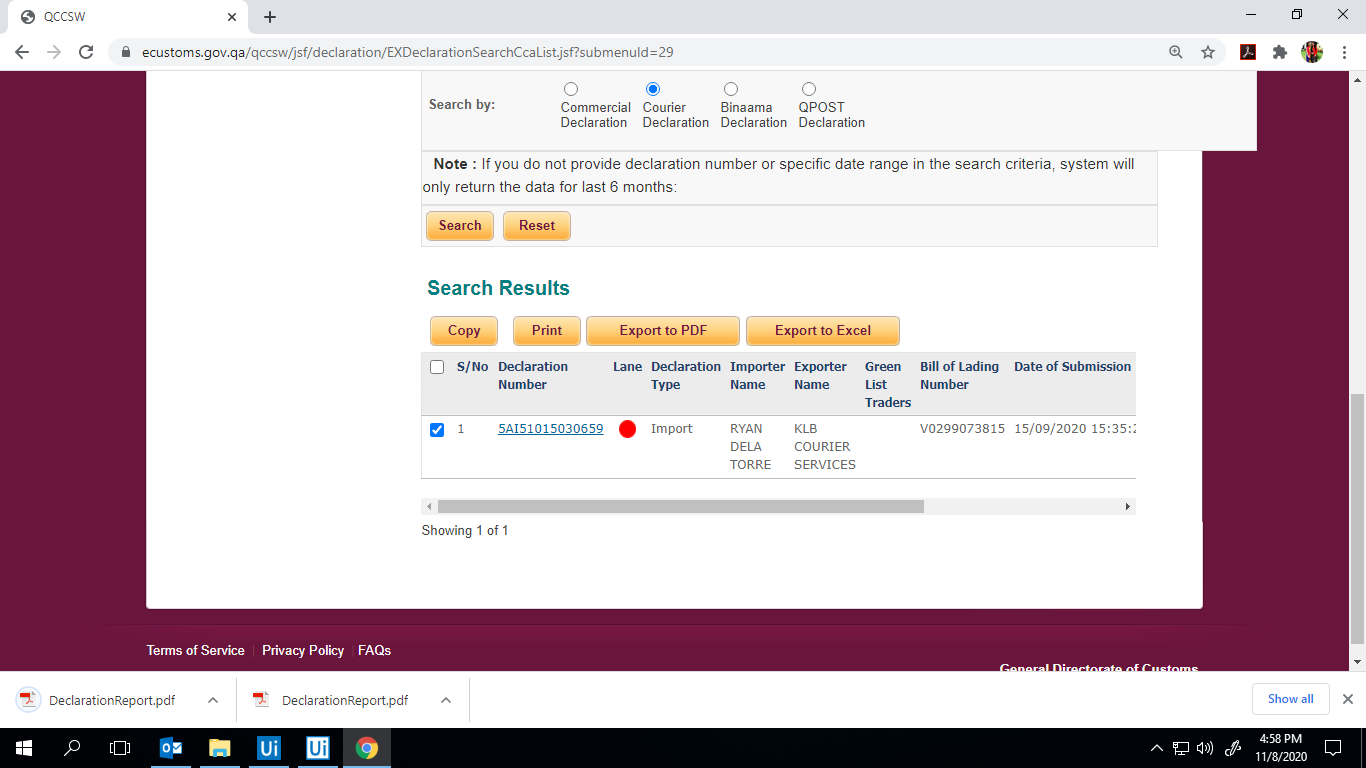 QCCSW
ecustoms.gov.qa/qccsw/jsf/declaration/EXDeclarationSearchCcaList.jsf?submenuId=29
Search by:
Commercial Declaration
Courier Declaration
Binaama Declaration
QPOST Declaration
Note : If you do not provide declaration number or specific date range in the search criteria, system will
only return the data for last 6 months:
Search Reset
Search Results
Copy Print Export to PDF Export to Excel
S/No Declaration Number Lane Declaration Type Importer Name Exporter Name Green List Traders Bill of Lading Number Date of Submission
1 5AI51015030659 Import RYAN DELA TORRE KLB COURIER SERVICES V0299073815 15/09/2020 15:35:2
Showing 1 of 1
Terms of Service Privacy Policy FAQs
General Directorate of Customs
DeclarationReport.pdf DeclarationReport.pdf Show all
Ui Ui
4:58 PM
11/8/2020